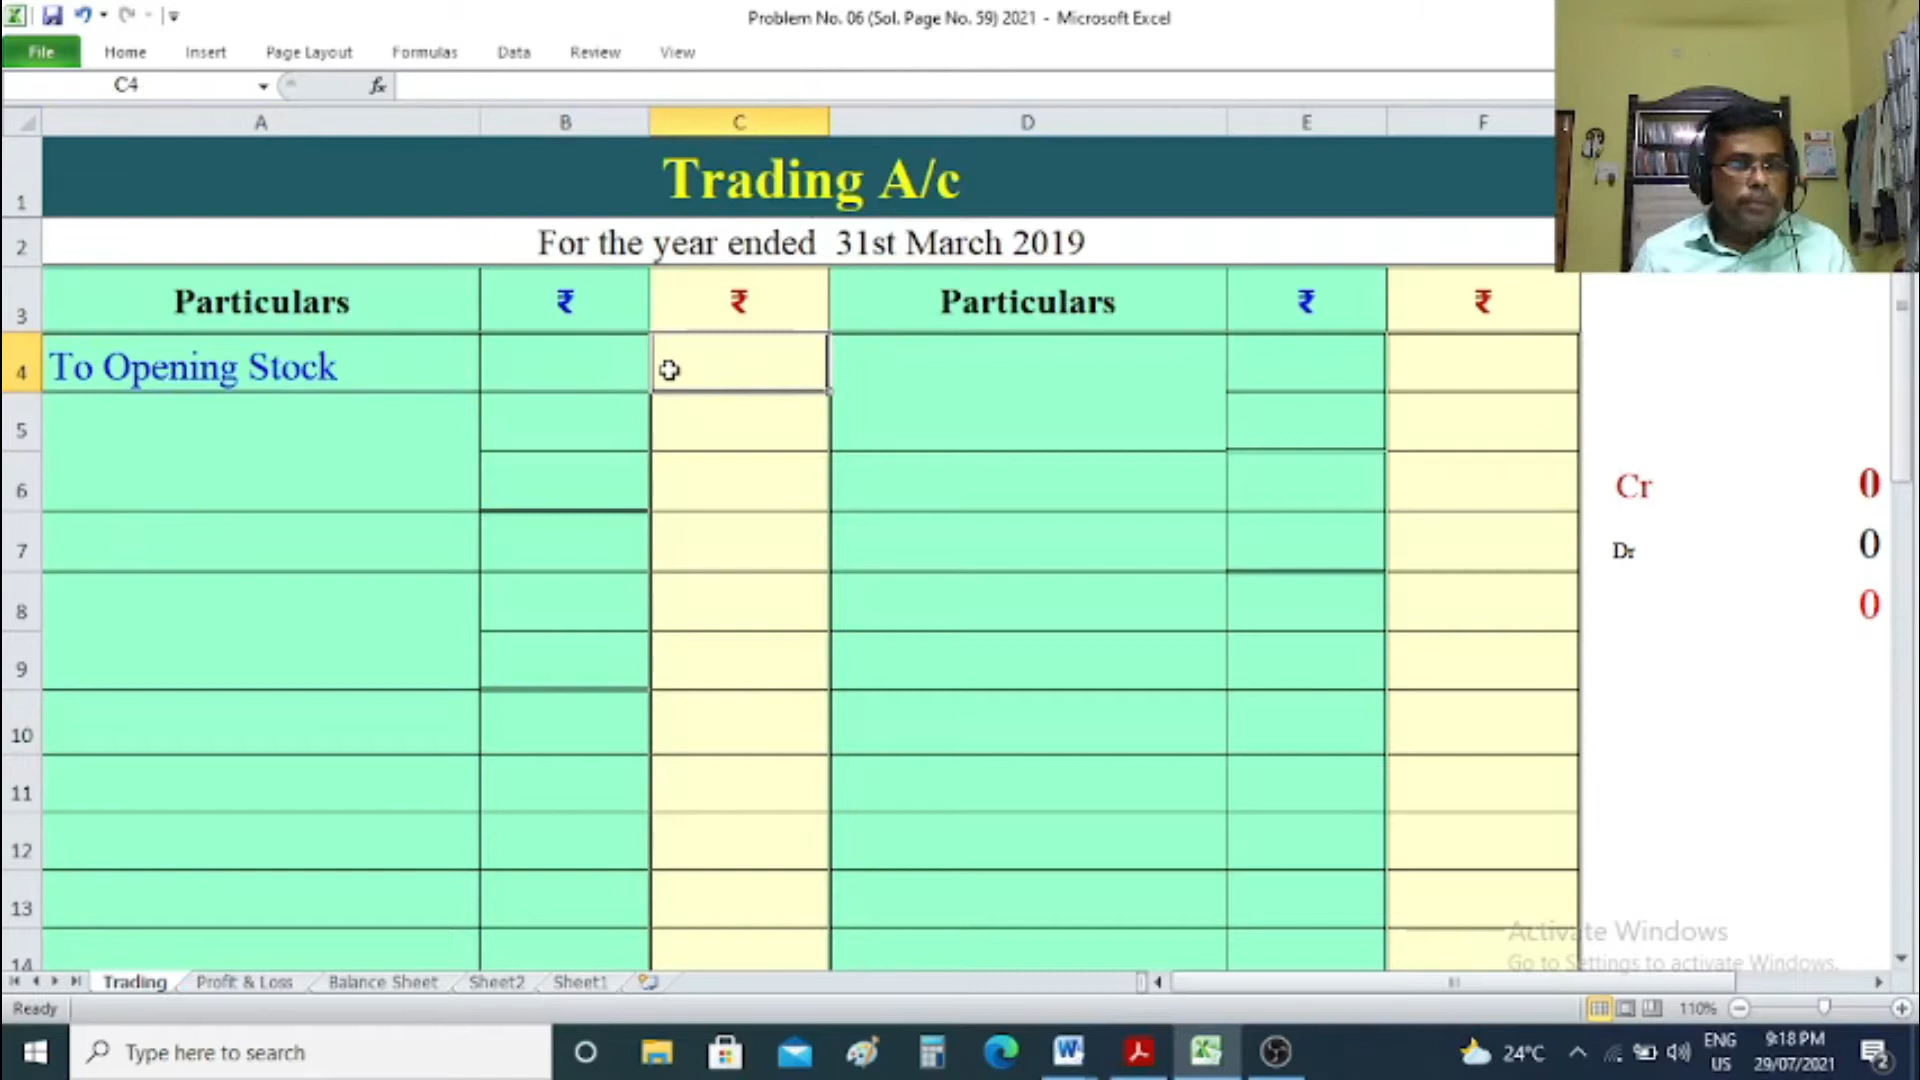 Problem No. 06 (Sol. Page No. 59) 2021 - Microsoft Excel
File Home Insert Page Layout Formulas Data Review View
C4 fx
A B C D E F
1 Trading A/c
2 For the year ended 31st March 2019
3 Particulars ₹ ₹ Particulars ₹ ₹
4 To Opening Stock
5
6 Cr 0
7 Dr 0
8 0
9
10
11
12
13
14
Activate Windows
Go to Settings to activate Windows.
Trading Profit & Loss Balance Sheet Sheet2 Sheet1
Ready 110%
Type here to search 24°C ENG 9:18 PM
US 29/07/2021 2